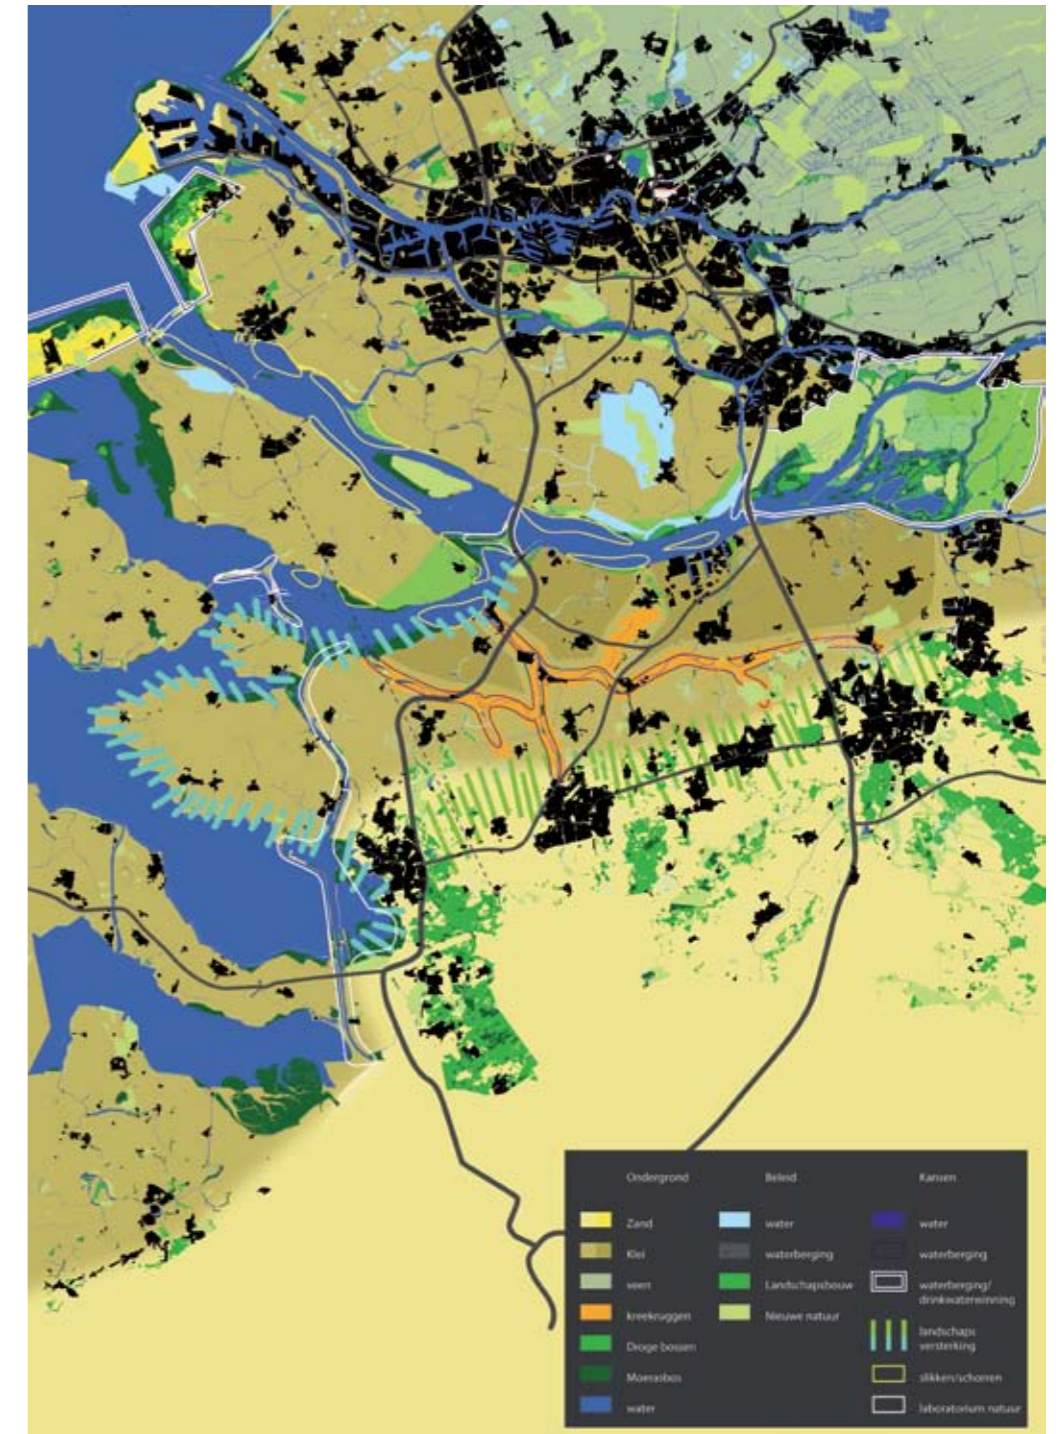 Ondergrond
Zand
Klei
veen
kreekruggen
Droge bossen
Moerasbos
water
Beleid
water
waterberging
Landschapsbouw
Nieuwe natuur
Kansen
water
waterberging
waterberging/
drinkwaterwinning
landschaps
versterking
slikken/schorren
laboratorium natuur